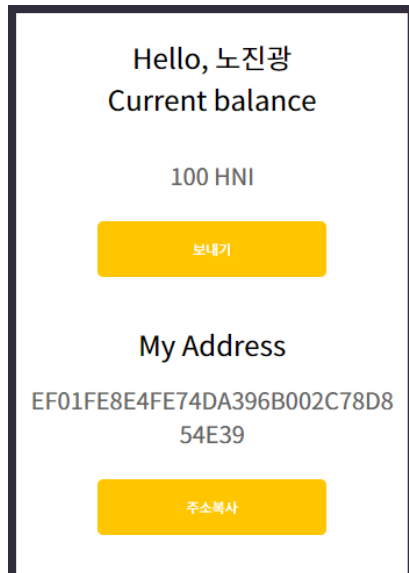 Hello, 노진광
Current balance
100 HNI
보내기
My Address
EF01FE8E4FE74DA396B002C78D8
54E39
주소복사